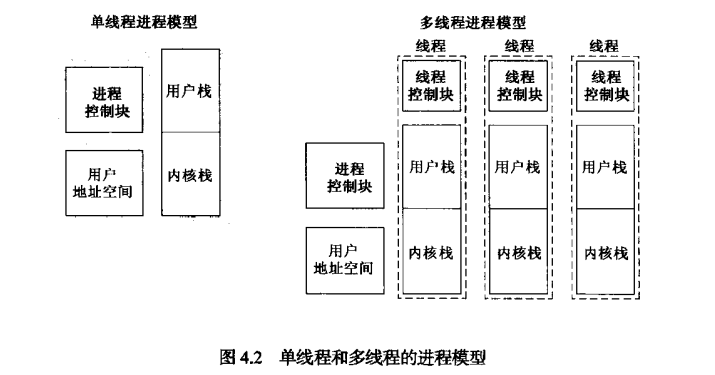 单线程进程模型
进程
控制块
用户栈
用户
地址空间
内核栈
多线程进程模型
线程
线程
线程
线程
控制块
线程
控制块
线程
控制块
进程
控制块
用户栈
用户栈
用户栈
用户
地址空间
内核栈
内核栈
内核栈
图 4.2 单线程和多线程的进程模型